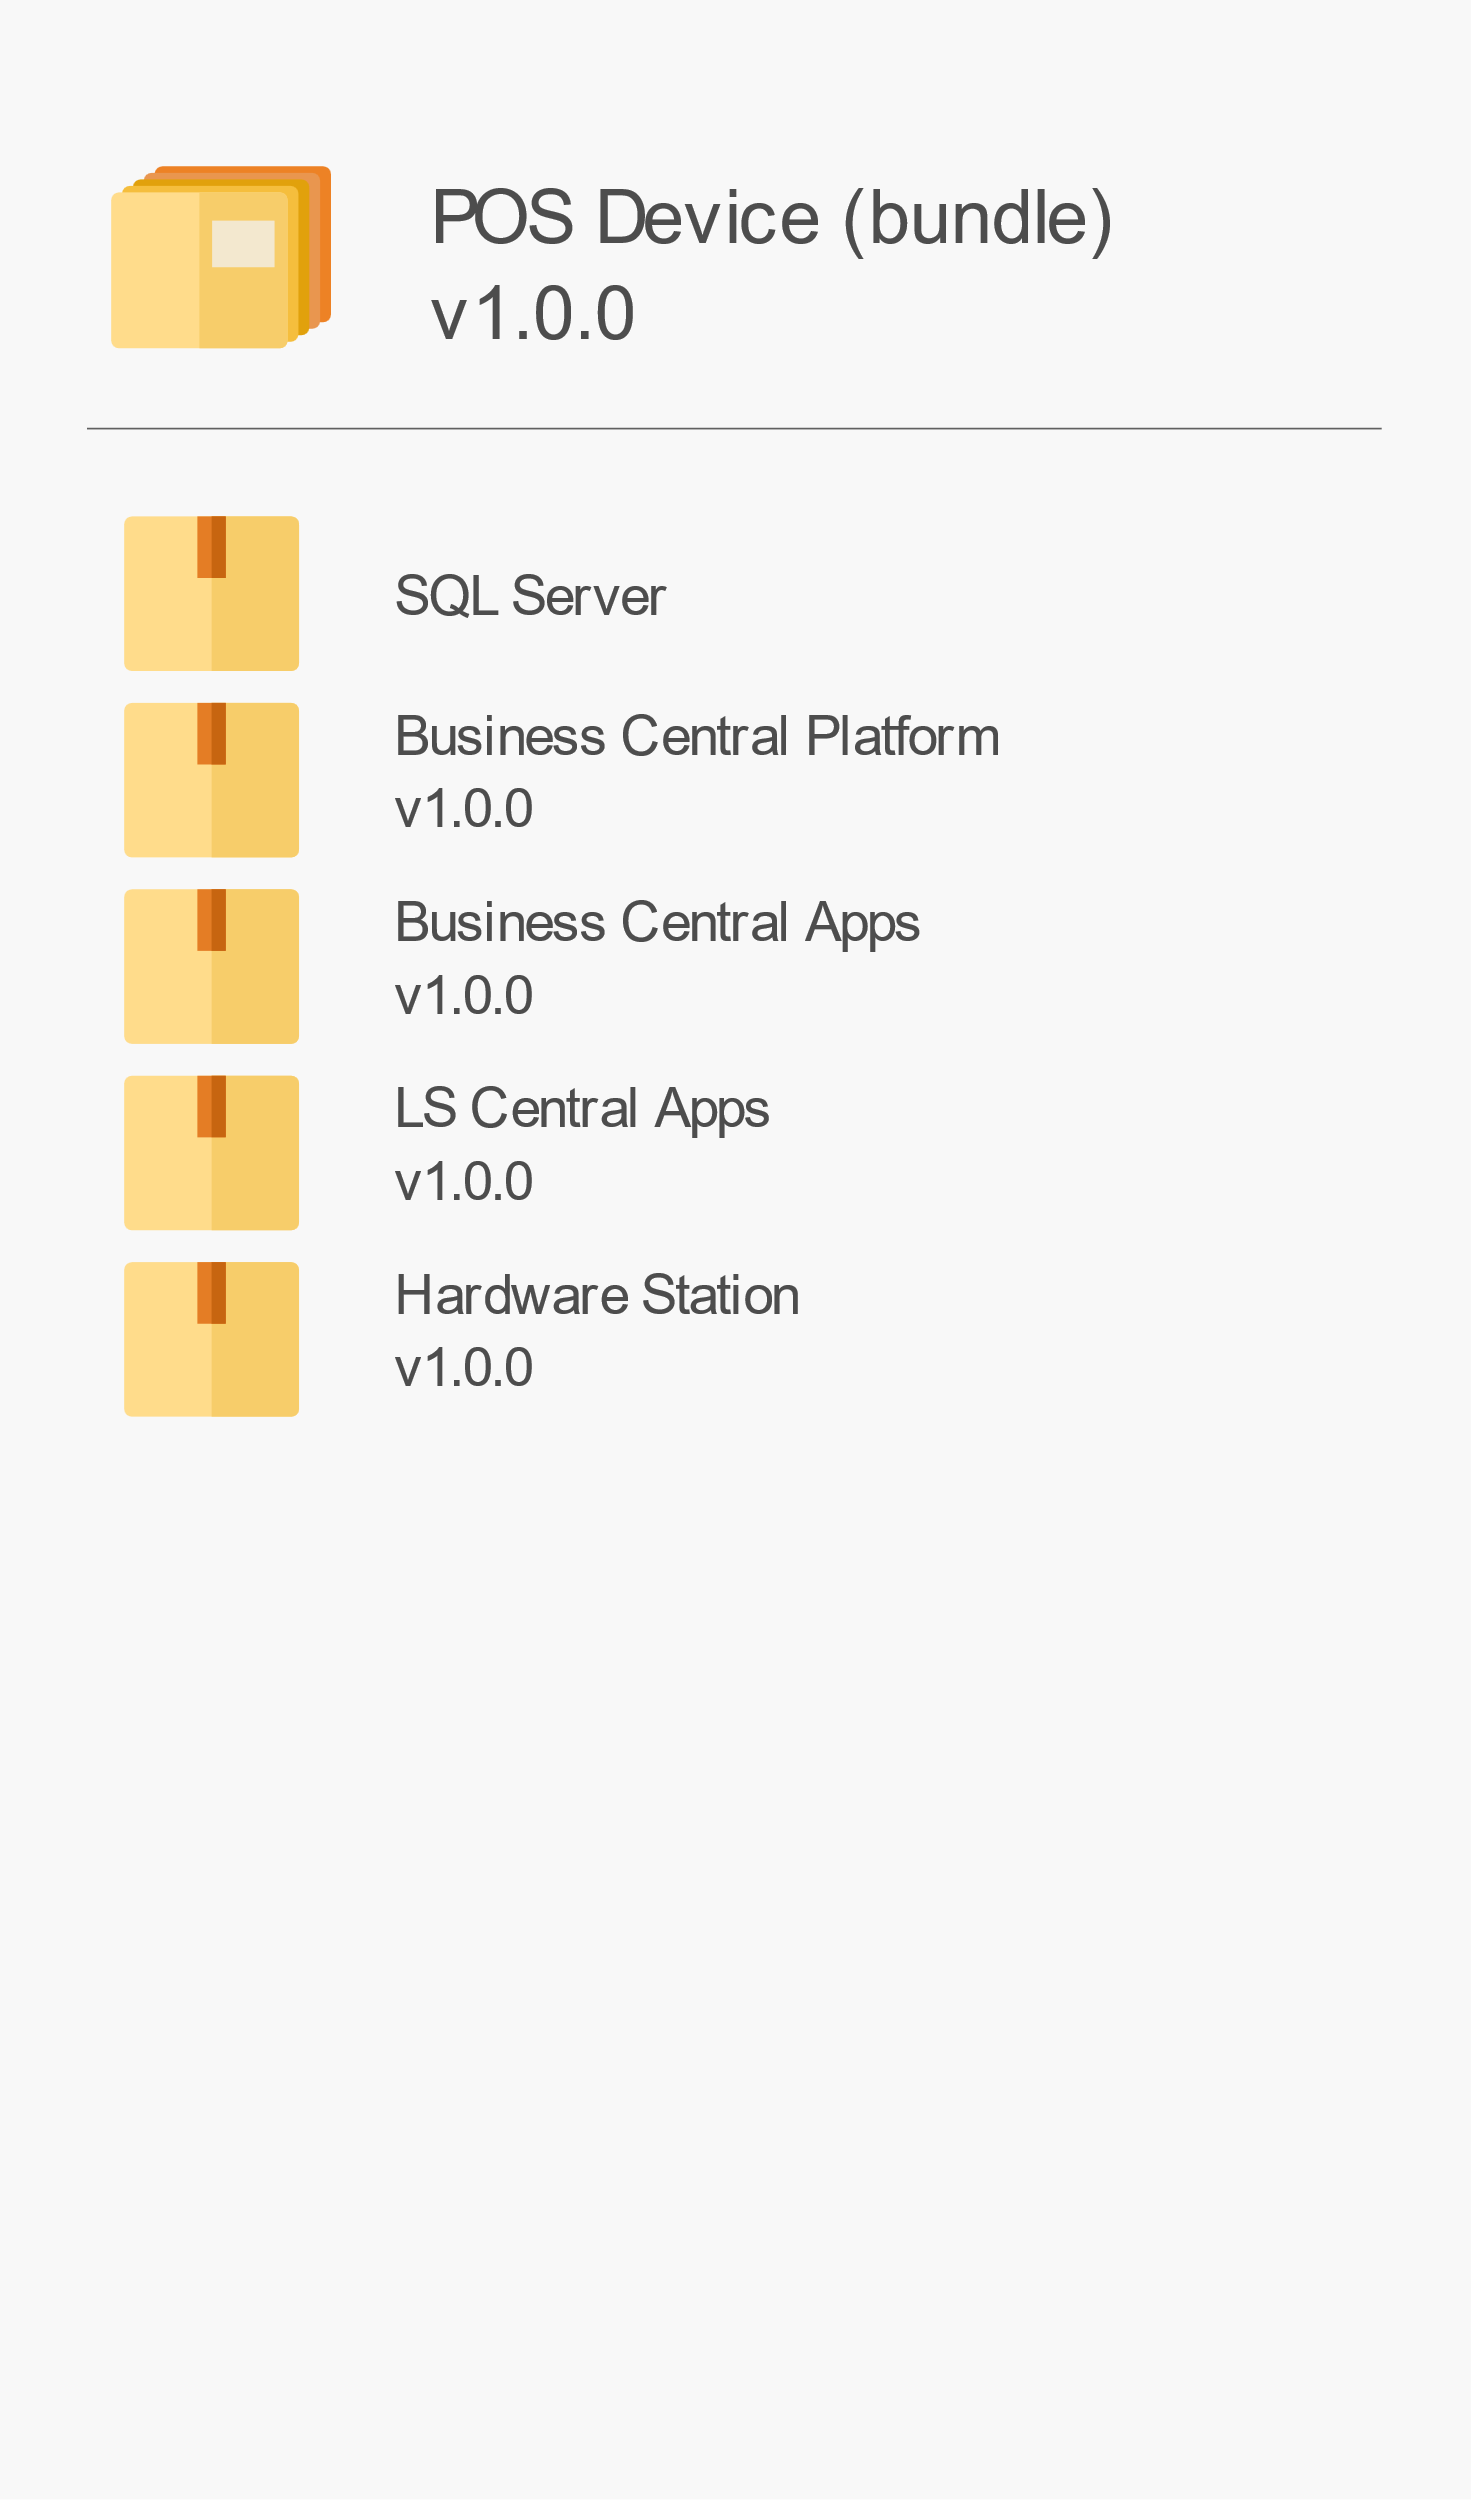 POS Device (bundle)
v1.0.0
SQL Server
Business Central Platform
v1.0.0
Business Central Apps
v1.0.0
LS Central Apps
v1.0.0
Hardware Station
v1.0.0